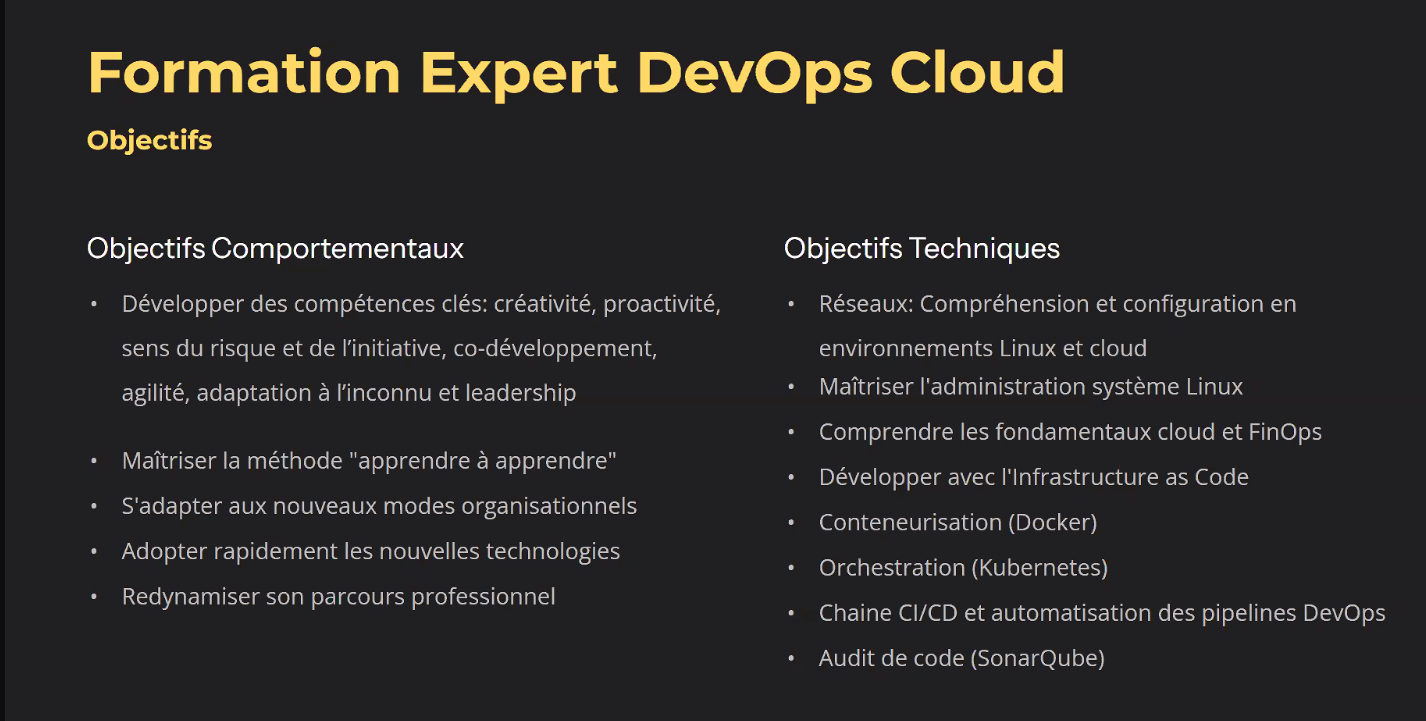 Formation Expert DevOps Cloud
Objectifs
Objectifs Comportementaux
• Développer des compétences clés: créativité, proactivité,
sens du risque et de l’initiative, co-développement,
agilité, adaptation à l’inconnu et leadership
• Maîtriser la méthode "apprendre à apprendre"
• S'adapter aux nouveaux modes organisationnels
• Adopter rapidement les nouvelles technologies
• Redynamiser son parcours professionnel
Objectifs Techniques
• Réseaux: Compréhension et configuration en
environnements Linux et cloud
• Maîtriser l'administration système Linux
• Comprendre les fondamentaux cloud et FinOps
• Développer avec l'Infrastructure as Code
• Conteneurisation (Docker)
• Orchestration (Kubernetes)
• Chaine CI/CD et automatisation des pipelines DevOps
• Audit de code (SonarQube)